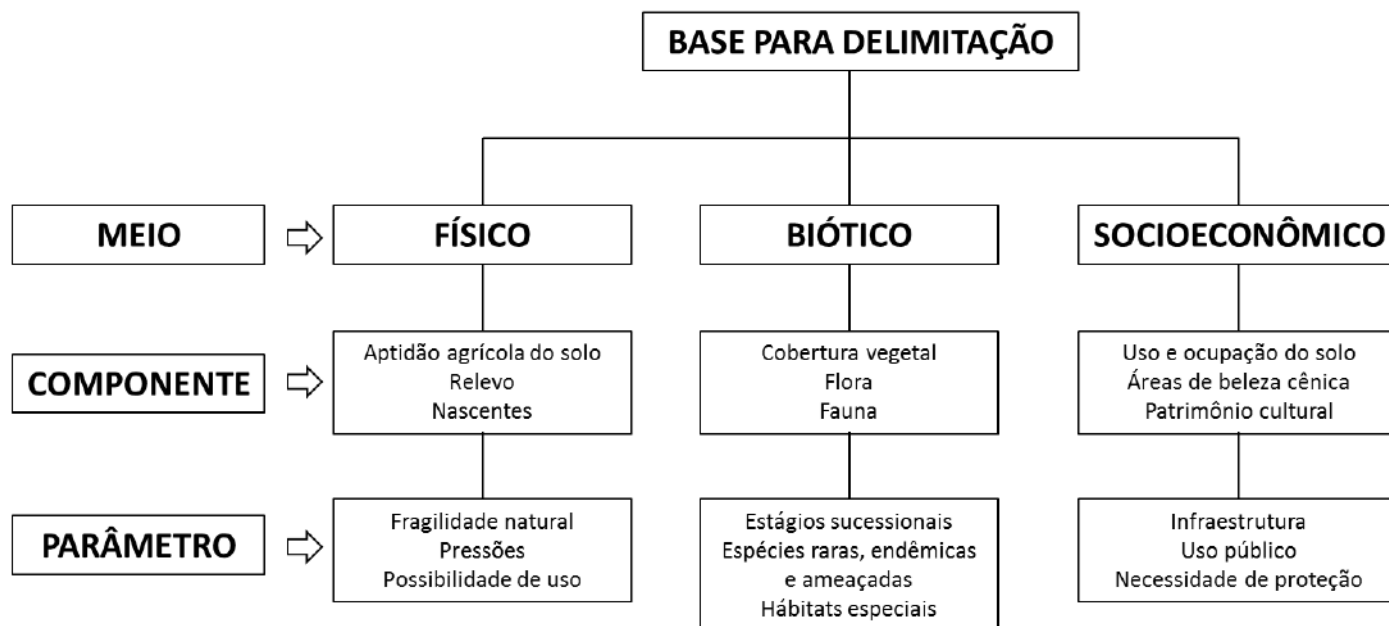 BASE PARA DELIMITAÇÃO
MEIO
FÍSICO
BIÓTICO
SOCIOECONÔMICO
COMPONENTE
Aptidão agrícola do solo
Relevo
Nascentes
Cobertura vegetal
Flora
Fauna
Uso e ocupação do solo
Áreas de beleza cênica
Patrimônio cultural
PARÂMETRO
Fragilidade natural
Pressões
Possibilidade de uso
Estágios sucessionais
Espécies raras, endêmicas
e ameaçadas
Hábitats especiais
Infraestrutura
Uso público
Necessidade de proteção